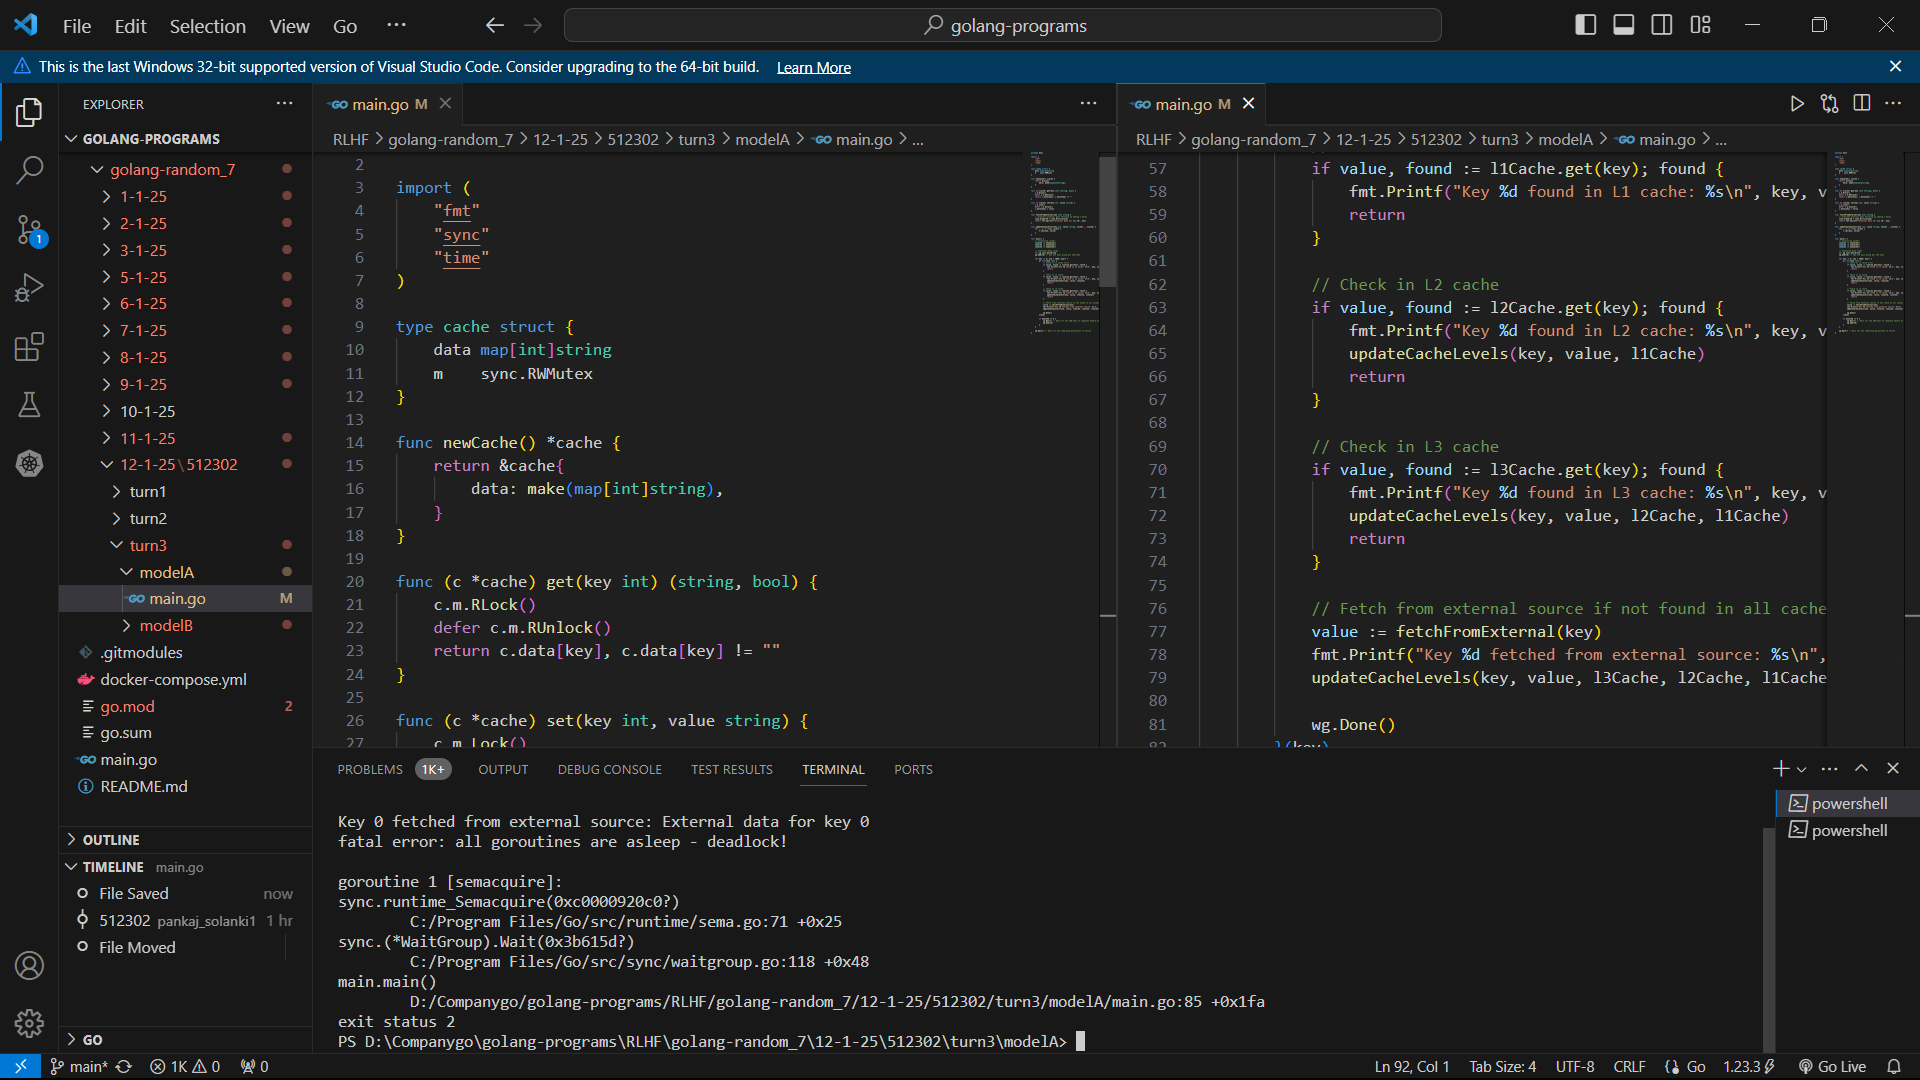 File Edit Selection View Go ···
golang-programs
This is the last Windows 32-bit supported version of Visual Studio Code. Consider upgrading to the 64-bit build. Learn More
EXPLORER
GOLANG-PROGRAMS
golang-random_7
1-1-25
2-1-25
3-1-25
5-1-25
6-1-25
7-1-25
8-1-25
9-1-25
10-1-25
11-1-25
12-1-25\512302
turn1
turn2
turn3
modelA
main.go M
modelB
.gitmodules
docker-compose.yml
go.mod 2
go.sum
main.go
README.md
OUTLINE
TIMELINE main.go
File Saved now
512302 pankaj_solanki1 1 hr
File Moved
GO
1
main.go M
RLHF > golang-random_7 > 12-1-25 > 512302 > turn3 > modelA > main.go > ...
2
3 import (
4 "fmt"
5 "sync"
6 "time"
7 )
8
9 type cache struct {
10 data map[int]string
11 m sync.RWMutex
12 }
13
14 func newCache() *cache {
15 return &cache{
16 data: make(map[int]string),
17 }
18 }
19
20 func (c *cache) get(key int) (string, bool) {
21 c.m.RLock()
22 defer c.m.RUnlock()
23 return c.data[key], c.data[key] != ""
24 }
25
26 func (c *cache) set(key int, value string) {
27 c.m.Lock()
main.go M
RLHF > golang-random_7 > 12-1-25 > 512302 > turn3 > modelA > main.go > ...
57 if value, found := l1Cache.get(key); found {
58 fmt.Printf("Key %d found in L1 cache: %s\n", key, v
59 return
60 }
61
62 // Check in L2 cache
63 if value, found := l2Cache.get(key); found {
64 fmt.Printf("Key %d found in L2 cache: %s\n", key, v
65 updateCacheLevels(key, value, l1Cache)
66 return
67 }
68
69 // Check in L3 cache
70 if value, found := l3Cache.get(key); found {
71 fmt.Printf("Key %d found in L3 cache: %s\n", key, v
72 updateCacheLevels(key, value, l2Cache, l1Cache)
73 return
74 }
75
76 // Fetch from external source if not found in all cache
77 value := fetchFromExternal(key)
78 fmt.Printf("Key %d fetched from external source: %s\n",
79 updateCacheLevels(key, value, l3Cache, l2Cache, l1Cache
80
81 wg.Done()
82 }(key)
PROBLEMS 1K+ OUTPUT DEBUG CONSOLE TEST RESULTS TERMINAL PORTS
Key 0 fetched from external source: External data for key 0
fatal error: all goroutines are asleep - deadlock!
goroutine 1 [semacquire]:
sync.runtime_Semacquire(0xc0000920c0?)
C:/Program Files/Go/src/runtime/sema.go:71 +0x25
sync.(*WaitGroup).Wait(0x3b615d?)
C:/Program Files/Go/src/sync/waitgroup.go:118 +0x48
main.main()
D:/Companygo/golang-programs/RLHF/golang-random_7/12-1-25/512302/turn3/modelA/main.go:85 +0x1fa
exit status 2
PS D:\Companygo\golang-programs\RLHF\golang-random_7\12-1-25\512302\turn3\modelA>
powershell
powershell
main* 1K 0 0 Ln 92, Col 1 Tab Size: 4 UTF-8 CRLF Go 1.23.3 Go Live